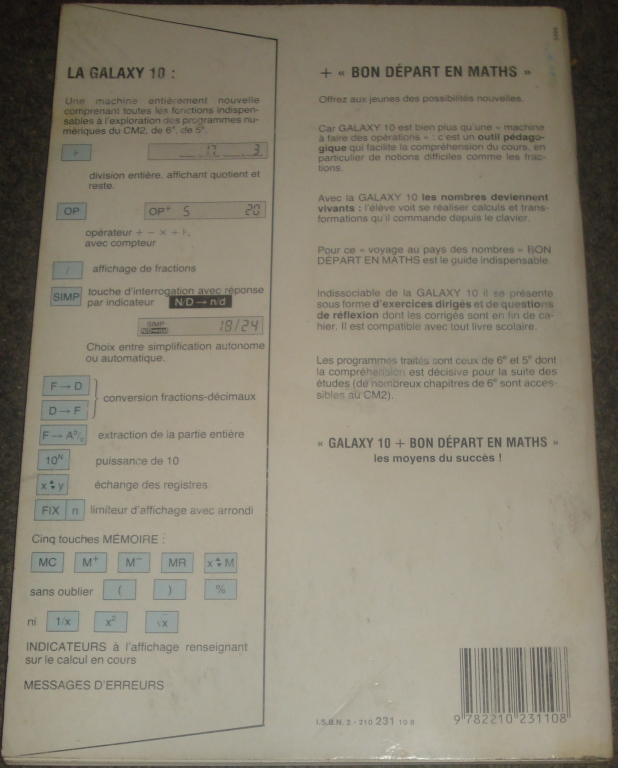 LA GALAXY 10 :
Une machine entièrement nouvelle
comprenant toutes les fonctions indispen-
sables à l'exploration des programmes nu-
mériques du CM2, de 6e, de 5e.
12 3
division entière, affichant quotient et
reste.
OP OP+ 5 20
opérateur + − × ÷
avec compteur
/ affichage de fractions
SIMP touche d'interrogation avec réponse
par indicateur N/D → n/d
SIMP 18/24
Choix entre simplification autonome
ou automatique.
F → D
conversion fractions-décimaux
D → F
F → A b/c extraction de la partie entière
10N puissance de 10
x ↕ y échange des registres
FIX n limiteur d'affichage avec arrondi
Cinq touches MÉMOIRE :
MC M+ M− MR x ↕ M
sans oublier ( ) %
ni 1/x x² √x
INDICATEURS à l'affichage renseignant
sur le calcul en cours
MESSAGES D'ERREURS
+ « BON DÉPART EN MATHS »
Offrez aux jeunes des possibilités nouvelles.
Car GALAXY 10 est bien plus qu'une « machine
à faire des opérations » : c'est un outil pédago-
gique qui facilite la compréhension du cours, en
particulier de notions difficiles comme les frac-
tions.
Avec la GALAXY 10 les nombres deviennent
vivants : l'élève voit se réaliser calculs et trans-
formations qu'il commande depuis le clavier.
Pour ce « voyage au pays des nombres » BON
DÉPART EN MATHS est le guide indispensable.
Indissociable de la GALAXY 10 il se présente
sous forme d'exercices dirigés et de questions
de réflexion dont les corrigés sont en fin de ca-
hier. Il est compatible avec tout livre scolaire.
Les programmes traités sont ceux de 6e et 5e dont
la compréhension est décisive pour la suite des
études (de nombreux chapitres de 6e sont acces-
sibles au CM2).
« GALAXY 10 + BON DÉPART EN MATHS »
les moyens du succès !
I.S.B.N. 2 - 210 231 10 8
9 782210 231108